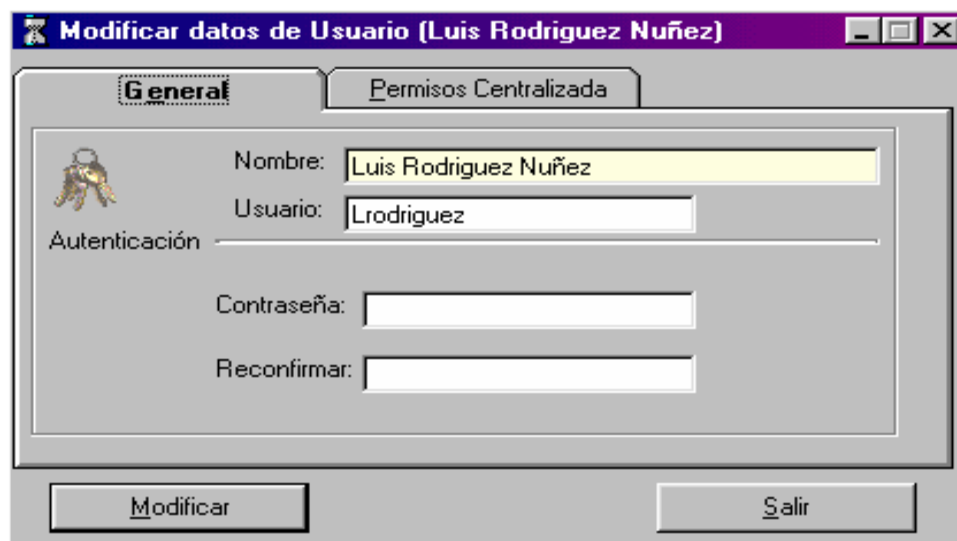 Modificar datos de Usuario (Luis Rodriguez Nuñez)
General Permisos Centralizada
Nombre: Luis Rodriguez Nuñez
Usuario: Lrodriguez
Autenticación
Contraseña:
Reconfirmar:
Modificar Salir